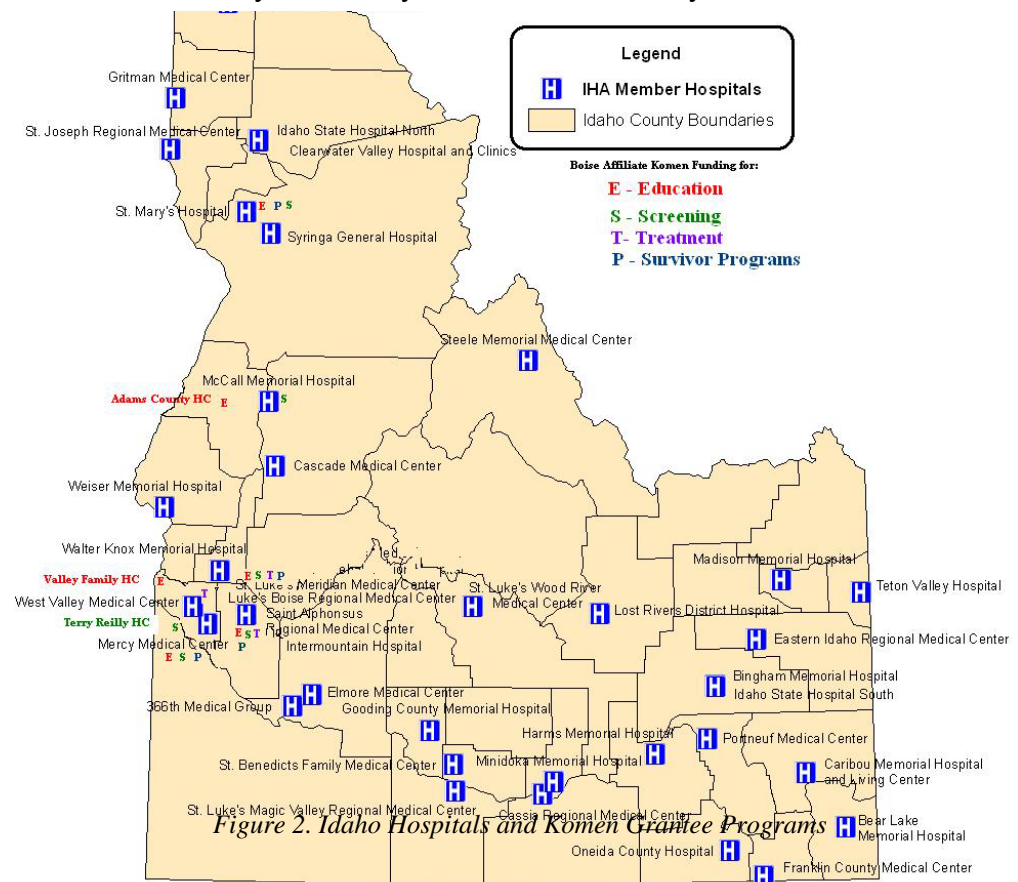 Legend
IHA Member Hospitals
Idaho County Boundaries
Boise Affiliate Komen Funding for:
E - Education
S - Screening
T- Treatment
P - Survivor Programs
Gritman Medical Center
St. Joseph Regional Medical Center
Idaho State Hospital North
Clearwater Valley Hospital and Clinics
St. Mary's Hospital
E P S
Syringa General Hospital
Steele Memorial Medical Center
McCall Memorial Hospital
Adams County HC E
S
Cascade Medical Center
Weiser Memorial Hospital
Walter Knox Memorial Hospital
Valley Family HC E
E S T P
St. Luke's Meridian Medical Center
Luke's Boise Regional Medical Center
West Valley Medical Center
T
Terry Reilly HC
S
Saint Alphonsus
Regional Medical Center
E S T
P
Mercy Medical Center
E S P
Intermountain Hospital
St. Luke's Wood River
Medical Center
Lost Rivers District Hospital
Madison Memorial Hospital
Teton Valley Hospital
Eastern Idaho Regional Medical Center
Bingham Memorial Hospital
Idaho State Hospital South
Elmore Medical Center
366th Medical Group
Gooding County Memorial Hospital
Harms Memorial Hospital
Portneuf Medical Center
St. Benedicts Family Medical Center
Minidoka Memorial Hospital
Caribou Memorial Hospital
and Living Center
St. Luke's Magic Valley Regional Medical Center
Cassia Regional Medical Center
Figure 2. Idaho Hospitals and Komen Grantee Programs
Bear Lake
Memorial Hospital
Oneida County Hospital
Franklin County Medical Center